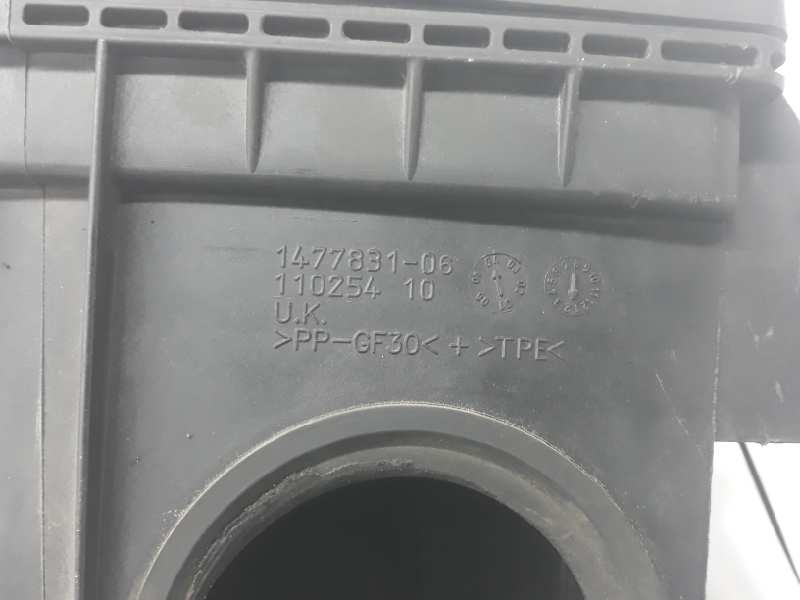 1477831-06
110254 10
U.K.
>PP-GF30< + >TPE<